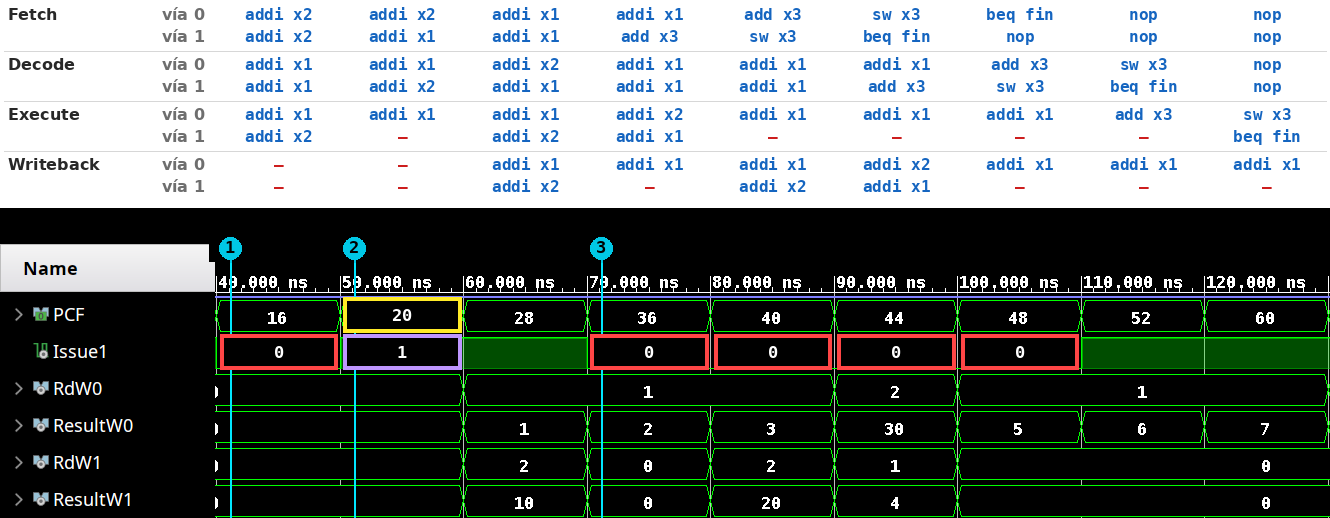 Fetch vía 0 addi x2 addi x2 addi x1 addi x1 add x3 sw x3 beq fin nop nop
vía 1 addi x2 addi x1 addi x1 add x3 sw x3 beq fin nop nop nop
Decode vía 0 addi x1 addi x1 addi x2 addi x1 addi x1 addi x1 add x3 sw x3 nop
vía 1 addi x1 addi x2 addi x1 addi x1 addi x1 add x3 sw x3 beq fin nop
Execute vía 0 addi x1 addi x1 addi x1 addi x2 addi x1 addi x1 addi x1 add x3 sw x3
vía 1 addi x2 – addi x2 addi x1 – – – – beq fin
Writeback vía 0 – – addi x1 addi x1 addi x1 addi x2 addi x1 addi x1 addi x1
vía 1 – – addi x2 – addi x2 addi x1 – – –
1 2 3
Name
40.000 ns 50.000 ns 60.000 ns 70.000 ns 80.000 ns 90.000 ns 100.000 ns 110.000 ns 120.000 ns
PCF 16 20 28 36 40 44 48 52 60
Issue1 0 1 0 0 0 0
RdW0 1 2 1
ResultW0 1 2 3 30 5 6 7
RdW1 2 0 2 1 0
ResultW1 10 0 20 4 0